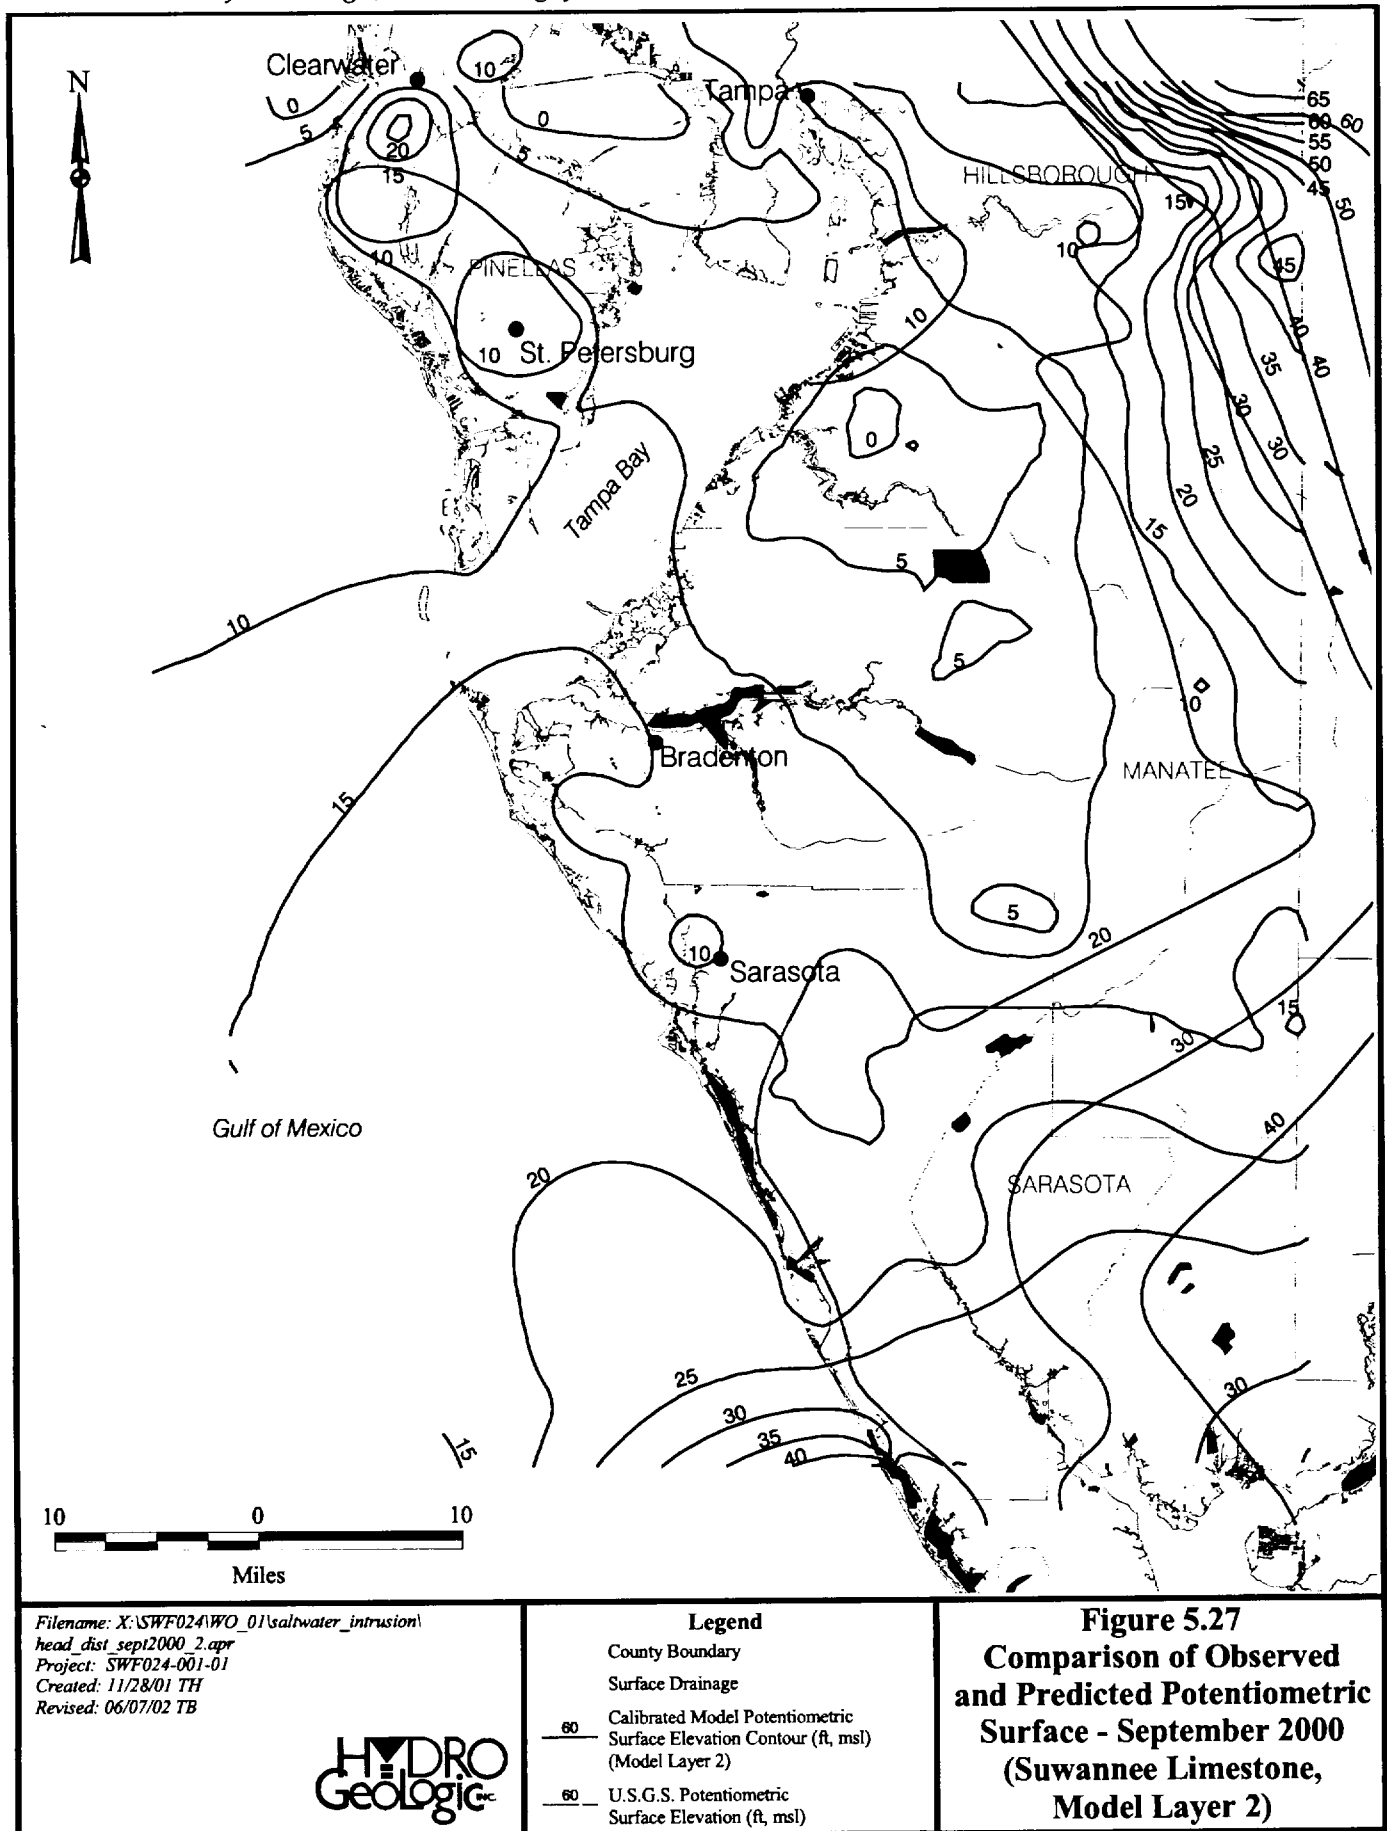 N
Clearwater
10
0
5
20
15
0
5
Tampa
65
60
60
55
50
45
50
HILLSBOROUGH
15
10
45
10
PINELLAS
10
10
St. Petersburg
40
40
35
30
30
25
20
15
0
Tampa Bay
5
10
5
10
15
Bradenton
MANATEE
5
20
10
Sarasota
15
30
Gulf of Mexico
40
20
SARASOTA
25
30
30
35
40
15
10 0 10
Miles
Filename: X:\SWF024\WO_01\saltwater_intrusion\
head_dist_sept2000_2.apr
Project: SWF024-001-01
Created: 11/28/01 TH
Revised: 06/07/02 TB
HYDRO
GeoLogic INC.
Legend
County Boundary
Surface Drainage
60 Calibrated Model Potentiometric
Surface Elevation Contour (ft, msl)
(Model Layer 2)
60 U.S.G.S. Potentiometric
Surface Elevation (ft, msl)
Figure 5.27
Comparison of Observed
and Predicted Potentiometric
Surface - September 2000
(Suwannee Limestone,
Model Layer 2)